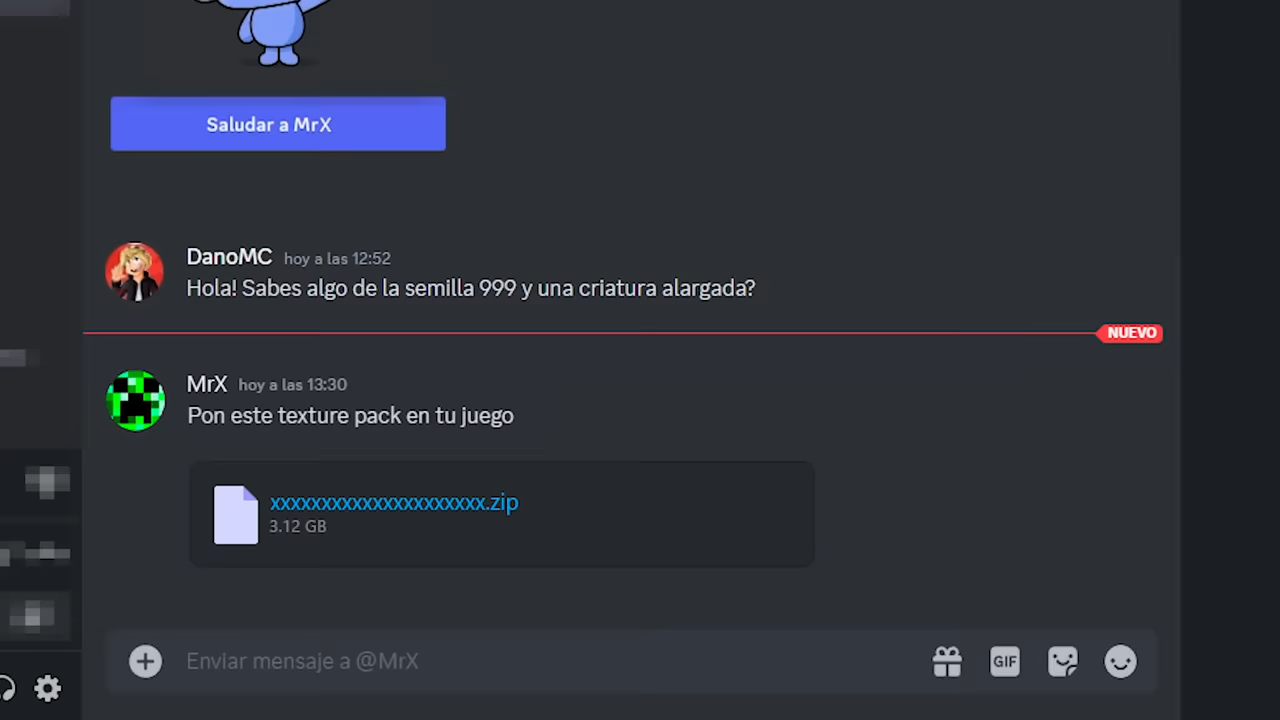 Saludar a MrX
DanoMC hoy a las 12:52
Hola! Sabes algo de la semilla 999 y una criatura alargada?
NUEVO
MrX hoy a las 13:30
Pon este texture pack en tu juego
xxxxxxxxxxxxxxxxxxxxx.zip
3.12 GB
Enviar mensaje a @MrX
GIF